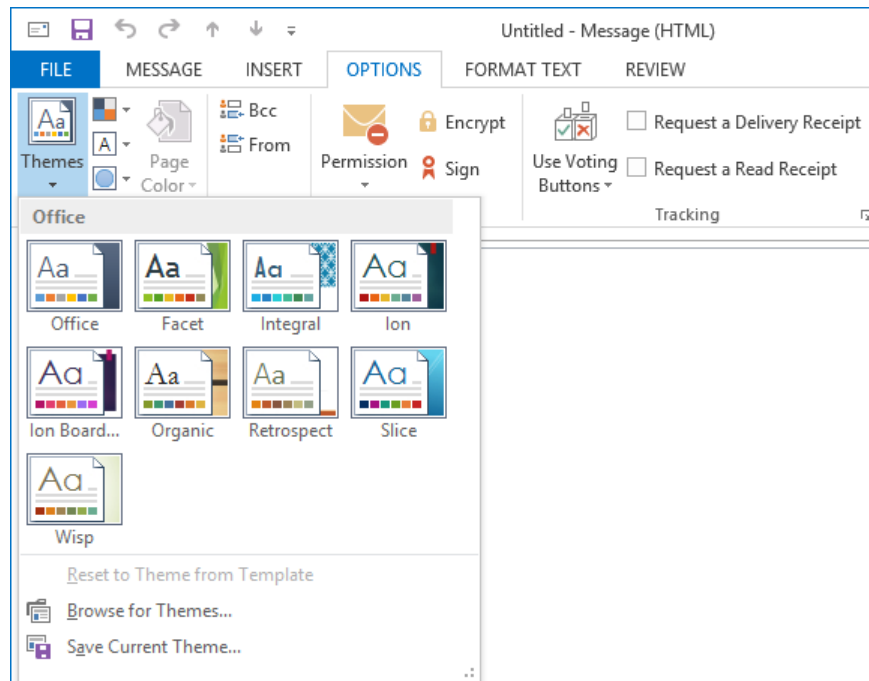 Untitled - Message (HTML)
FILE MESSAGE INSERT OPTIONS FORMAT TEXT REVIEW
Aa
Themes
A
Page
Color
Bcc
From
Permission
Encrypt
Sign
Use Voting
Buttons
Request a Delivery Receipt
Request a Read Receipt
Tracking
Office
Aa Aa Aa Aa
Office Facet Integral Ion
Aa Aa Aa Aa
Ion Board... Organic Retrospect Slice
Aa
Wisp
Reset to Theme from Template
Browse for Themes...
Save Current Theme...